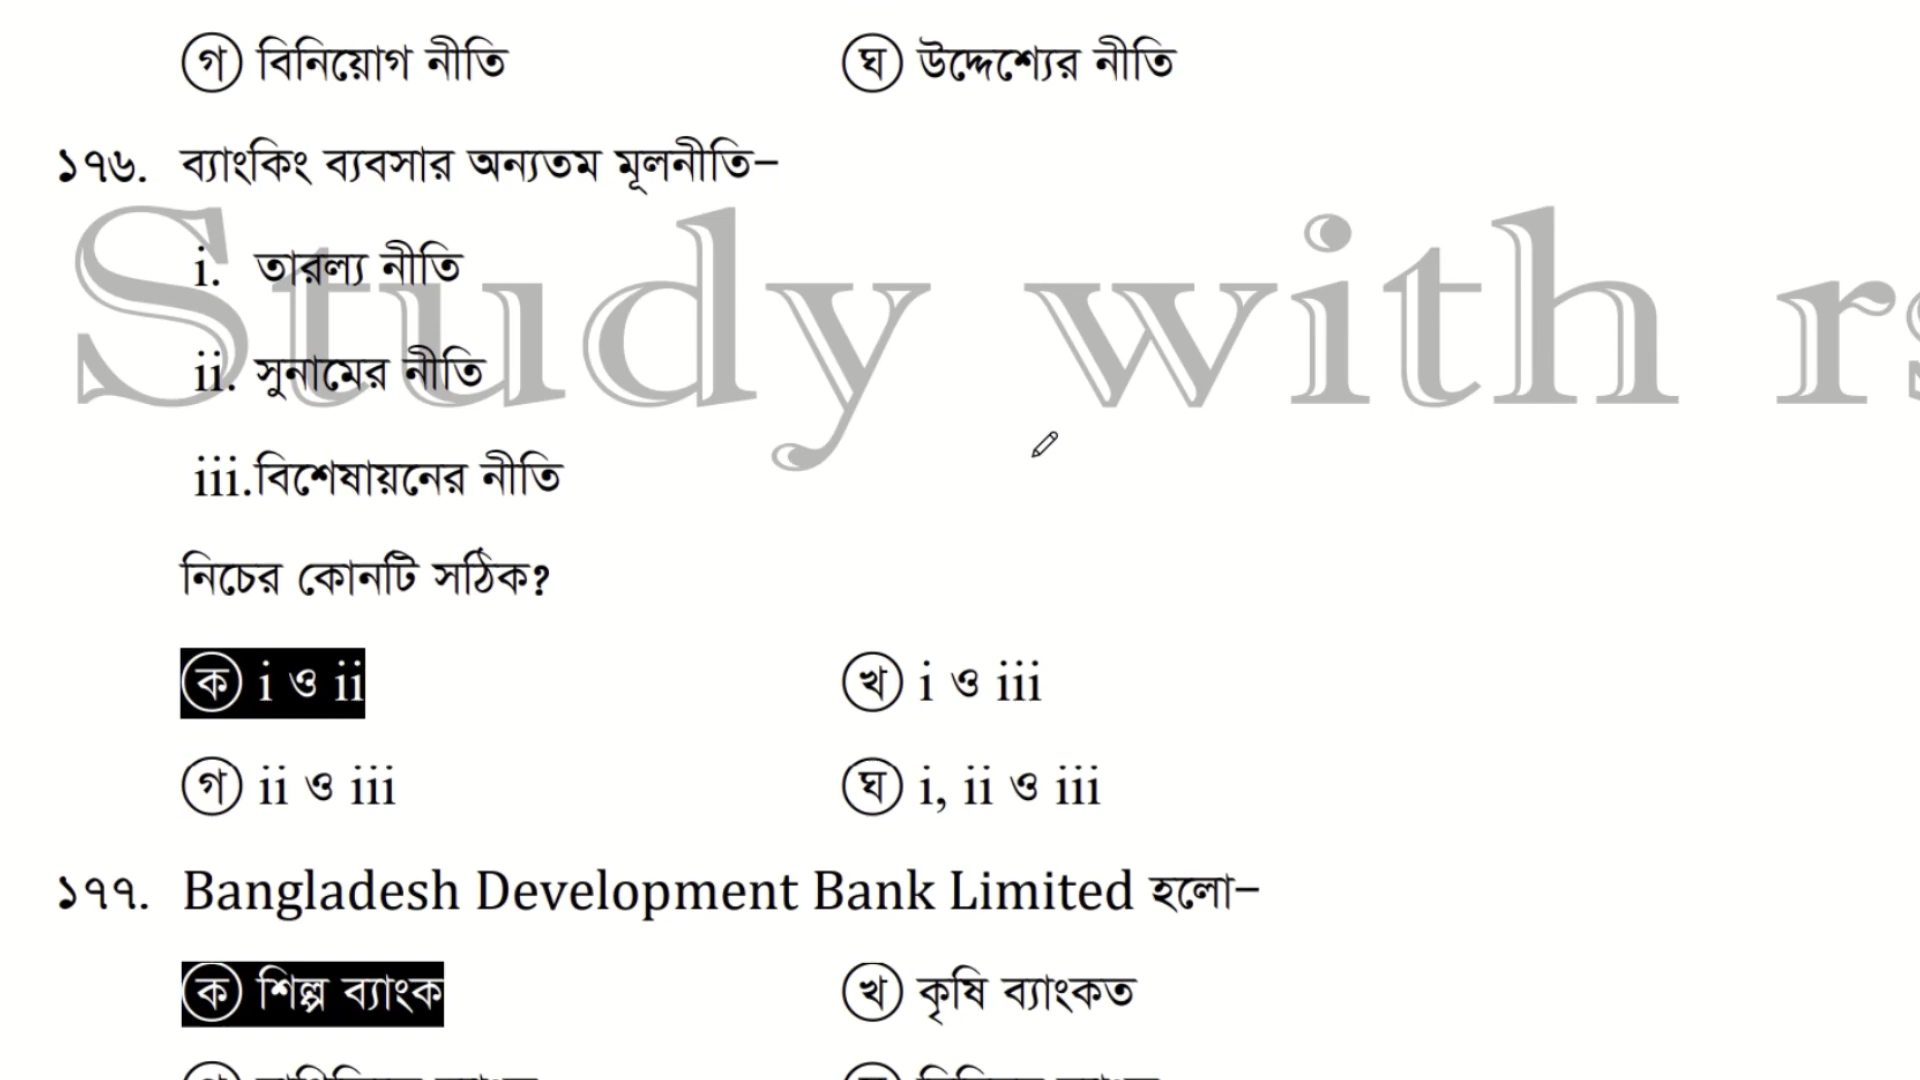 গ বিনিয়োগ নীতি ঘ উদ্দেশ্যের নীতি
১৭৬. ব্যাংকিং ব্যবসার অন্যতম মূলনীতি–
Study with rs
i. তারল্য নীতি
ii. সুনামের নীতি
iii.বিশেষায়নের নীতি
নিচের কোনটি সঠিক?
ক i ও ii খ i ও iii
গ ii ও iii ঘ i, ii ও iii
১৭৭. Bangladesh Development Bank Limited হলো–
ক শিল্প ব্যাংক খ কৃষি ব্যাংকত